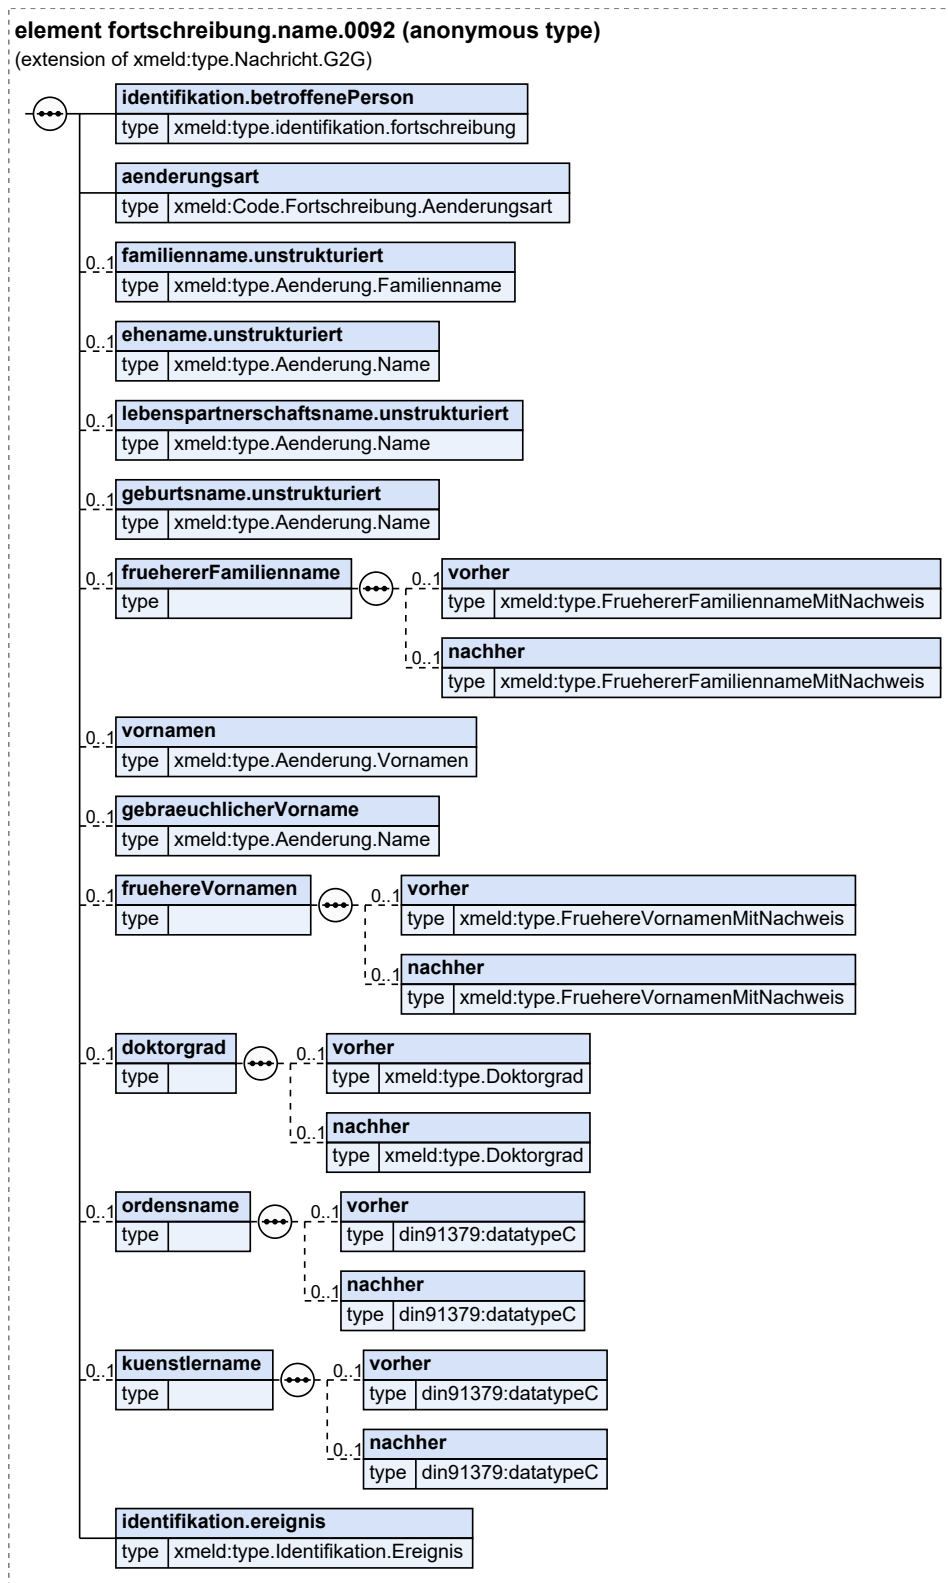 element fortschreibung.name.0092 (anonymous type)
(extension of xmeld:type.Nachricht.G2G)
identifikation.betroffenePerson
type xmeld:type.identifikation.fortschreibung
aenderungsart
type xmeld:Code.Fortschreibung.Aenderungsart
0..1 familienname.unstrukturiert
type xmeld:type.Aenderung.Familienname
0..1 ehename.unstrukturiert
type xmeld:type.Aenderung.Name
0..1 lebenspartnerschaftsname.unstrukturiert
type xmeld:type.Aenderung.Name
0..1 geburtsname.unstrukturiert
type xmeld:type.Aenderung.Name
0..1 fruehererFamilienname 0..1 vorher
type type xmeld:type.FruehererFamiliennameMitNachweis
0..1 nachher
type xmeld:type.FruehererFamiliennameMitNachweis
0..1 vornamen
type xmeld:type.Aenderung.Vornamen
0..1 gebraeuchlicherVorname
type xmeld:type.Aenderung.Name
0..1 fruehereVornamen 0..1 vorher
type type xmeld:type.FruehereVornamenMitNachweis
0..1 nachher
type xmeld:type.FruehereVornamenMitNachweis
0..1 doktorgrad 0..1 vorher
type type xmeld:type.Doktorgrad
0..1 nachher
type xmeld:type.Doktorgrad
0..1 ordensname 0..1 vorher
type type din91379:datatypeC
0..1 nachher
type din91379:datatypeC
0..1 kuenstlername 0..1 vorher
type type din91379:datatypeC
0..1 nachher
type din91379:datatypeC
identifikation.ereignis
type xmeld:type.Identifikation.Ereignis